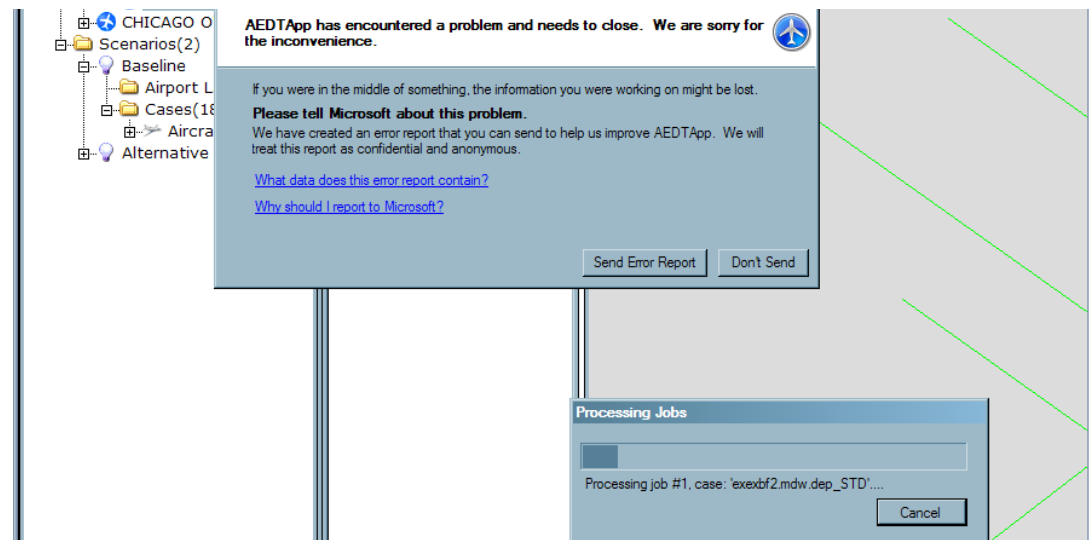 CHICAGO O
Scenarios(2)
Baseline
Airport L
Cases(18
Aircra
Alternative
AEDTApp has encountered a problem and needs to close. We are sorry for
the inconvenience.
If you were in the middle of something, the information you were working on might be lost.
Please tell Microsoft about this problem.
We have created an error report that you can send to help us improve AEDTApp. We will
treat this report as confidential and anonymous.
What data does this error report contain?
Why should I report to Microsoft?
Send Error Report
Don't Send
Processing Jobs
Processing job #1, case: 'exexbf2.mdw.dep_STD'....
Cancel